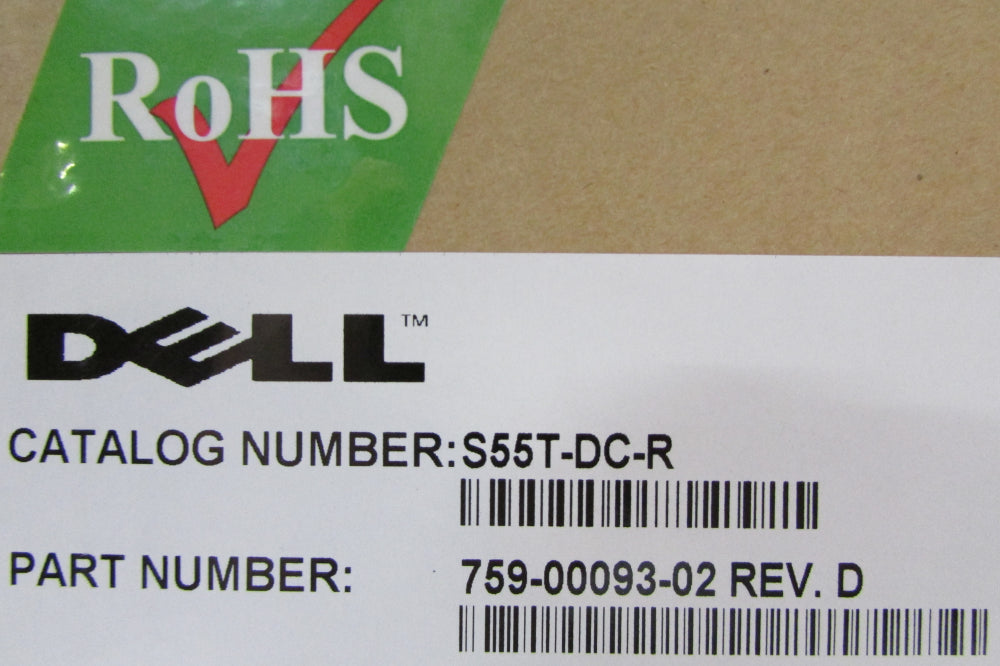 RoHS
DELL™
CATALOG NUMBER: S55T-DC-R
PART NUMBER: 759-00093-02 REV. D